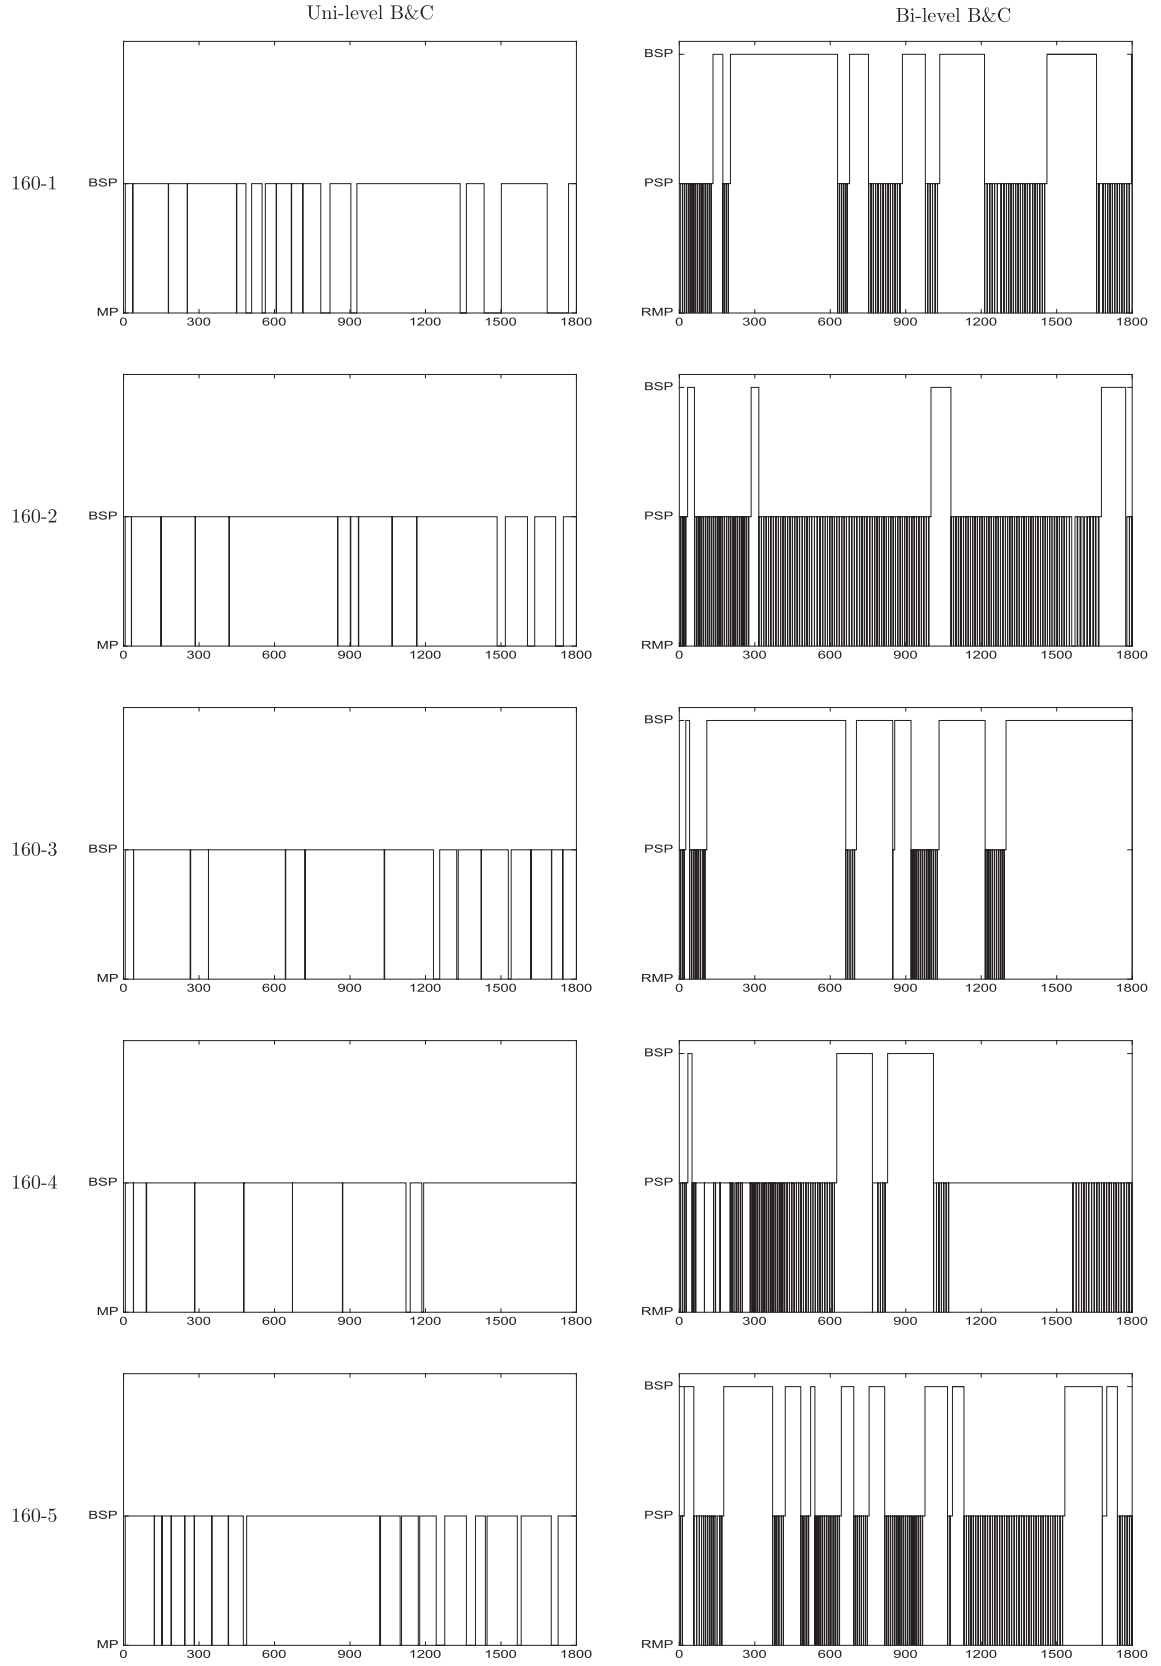 Uni-level B&C Bi-level B&C
BSP
160-1 BSP PSP
MP RMP
0 300 600 900 1200 1500 1800 0 300 600 900 1200 1500 1800
BSP
160-2 BSP PSP
MP RMP
0 300 600 900 1200 1500 1800 0 300 600 900 1200 1500 1800
BSP
160-3 BSP PSP
MP RMP
0 300 600 900 1200 1500 1800 0 300 600 900 1200 1500 1800
BSP
160-4 BSP PSP
MP RMP
0 300 600 900 1200 1500 1800 0 300 600 900 1200 1500 1800
BSP
160-5 BSP PSP
MP RMP
0 300 600 900 1200 1500 1800 0 300 600 900 1200 1500 1800